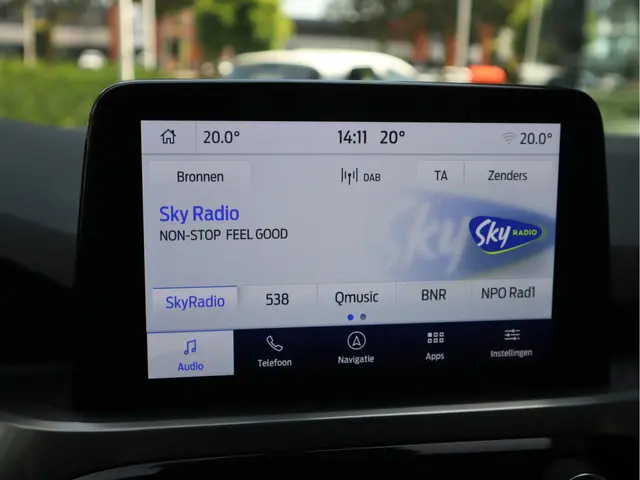 20.0° 14:11 20° 20.0°
Bronnen DAB TA Zenders
Sky Radio
NON-STOP FEEL GOOD
sky
Sky RADIO
SkyRadio 538 Qmusic BNR NPO Rad1
Audio Telefoon Navigatie Apps Instellingen